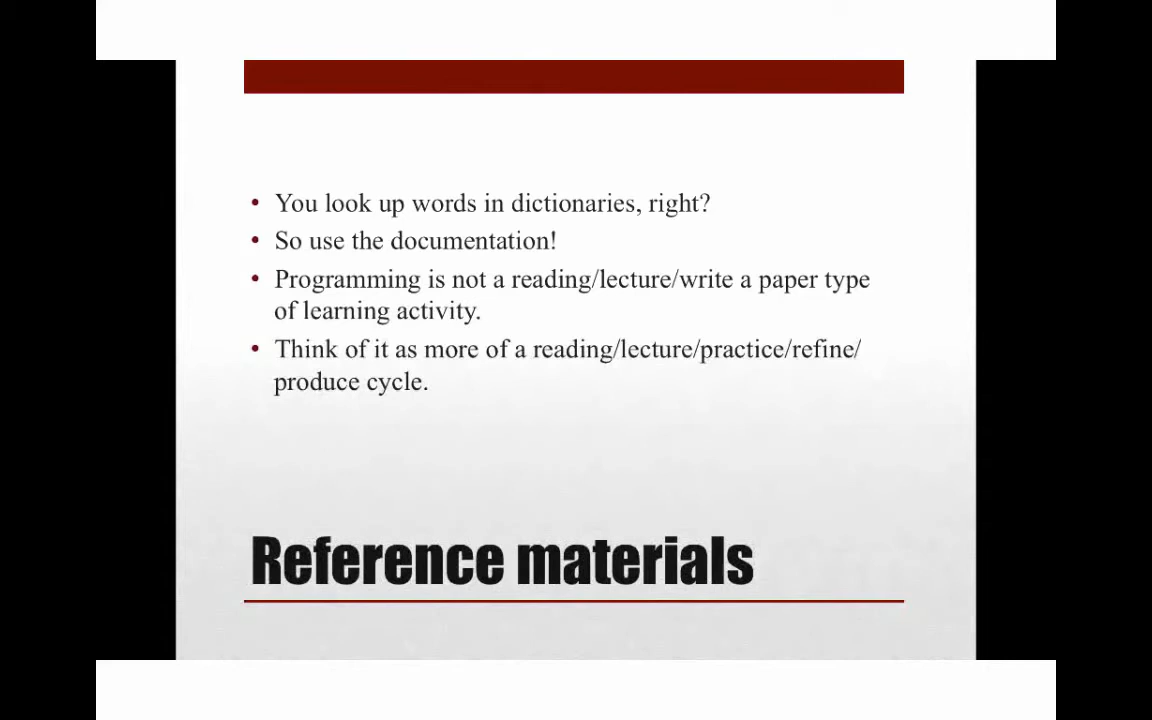 • You look up words in dictionaries, right?
• So use the documentation!
• Programming is not a reading/lecture/write a paper type
of learning activity.
• Think of it as more of a reading/lecture/practice/refine/
produce cycle.
Reference materials